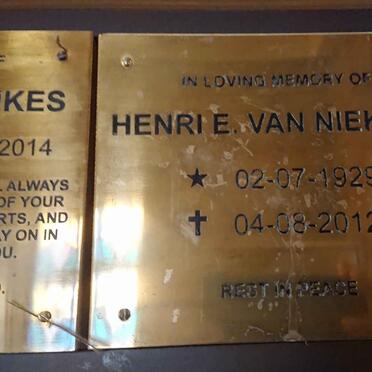 UKES
2014
ALWAYS
OF YOUR
RTS, AND
AY ON IN
OU.
IN LOVING MEMORY OF
HENRI E. VAN NIEK
★ 02-07-1929
✝ 04-08-2012
REST IN PEACE